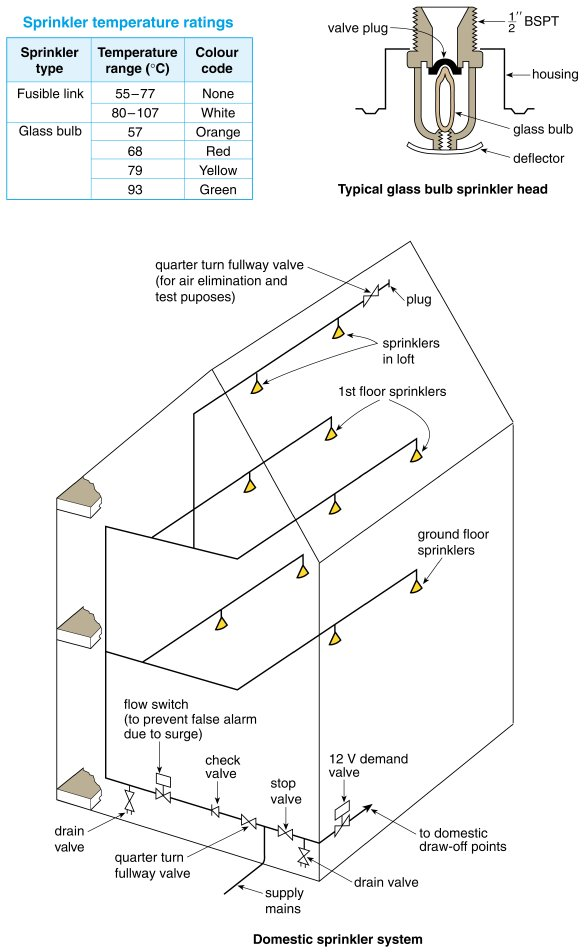 Sprinkler temperature ratings
Sprinkler type
Temperature range (°C)
Colour code
Fusible link
55–77
None
80–107
White
Glass bulb
57
Orange
68
Red
79
Yellow
93
Green
valve plug
1/2" BSPT
housing
glass bulb
deflector
Typical glass bulb sprinkler head
quarter turn fullway valve
(for air elimination and
test puposes)
plug
sprinklers
in loft
1st floor sprinklers
ground floor
sprinklers
flow switch
(to prevent false alarm
due to surge)
check
valve
stop
valve
12 V demand
valve
drain
valve
quarter turn
fullway valve
to domestic
draw-off points
drain valve
supply
mains
Domestic sprinkler system